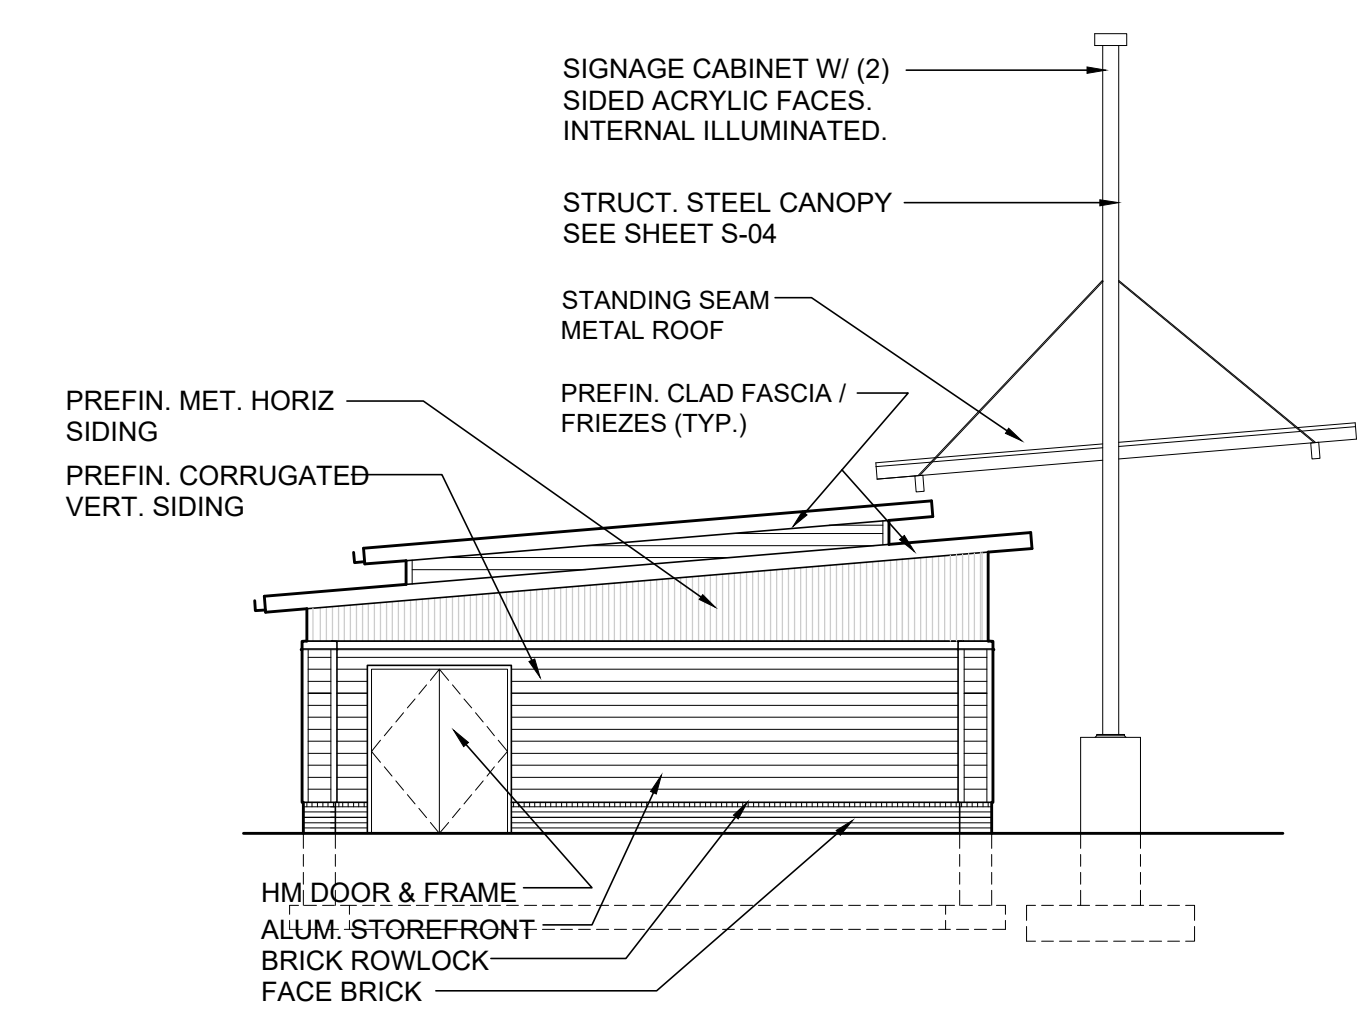 SIGNAGE CABINET W/ (2)
SIDED ACRYLIC FACES.
INTERNAL ILLUMINATED.
STRUCT. STEEL CANOPY
SEE SHEET S-04
STANDING SEAM
METAL ROOF
PREFIN. CLAD FASCIA /
FRIEZES (TYP.)
PREFIN. MET. HORIZ
SIDING
PREFIN. CORRUGATED
VERT. SIDING
HM DOOR & FRAME
ALUM. STOREFRONT
BRICK ROWLOCK
FACE BRICK